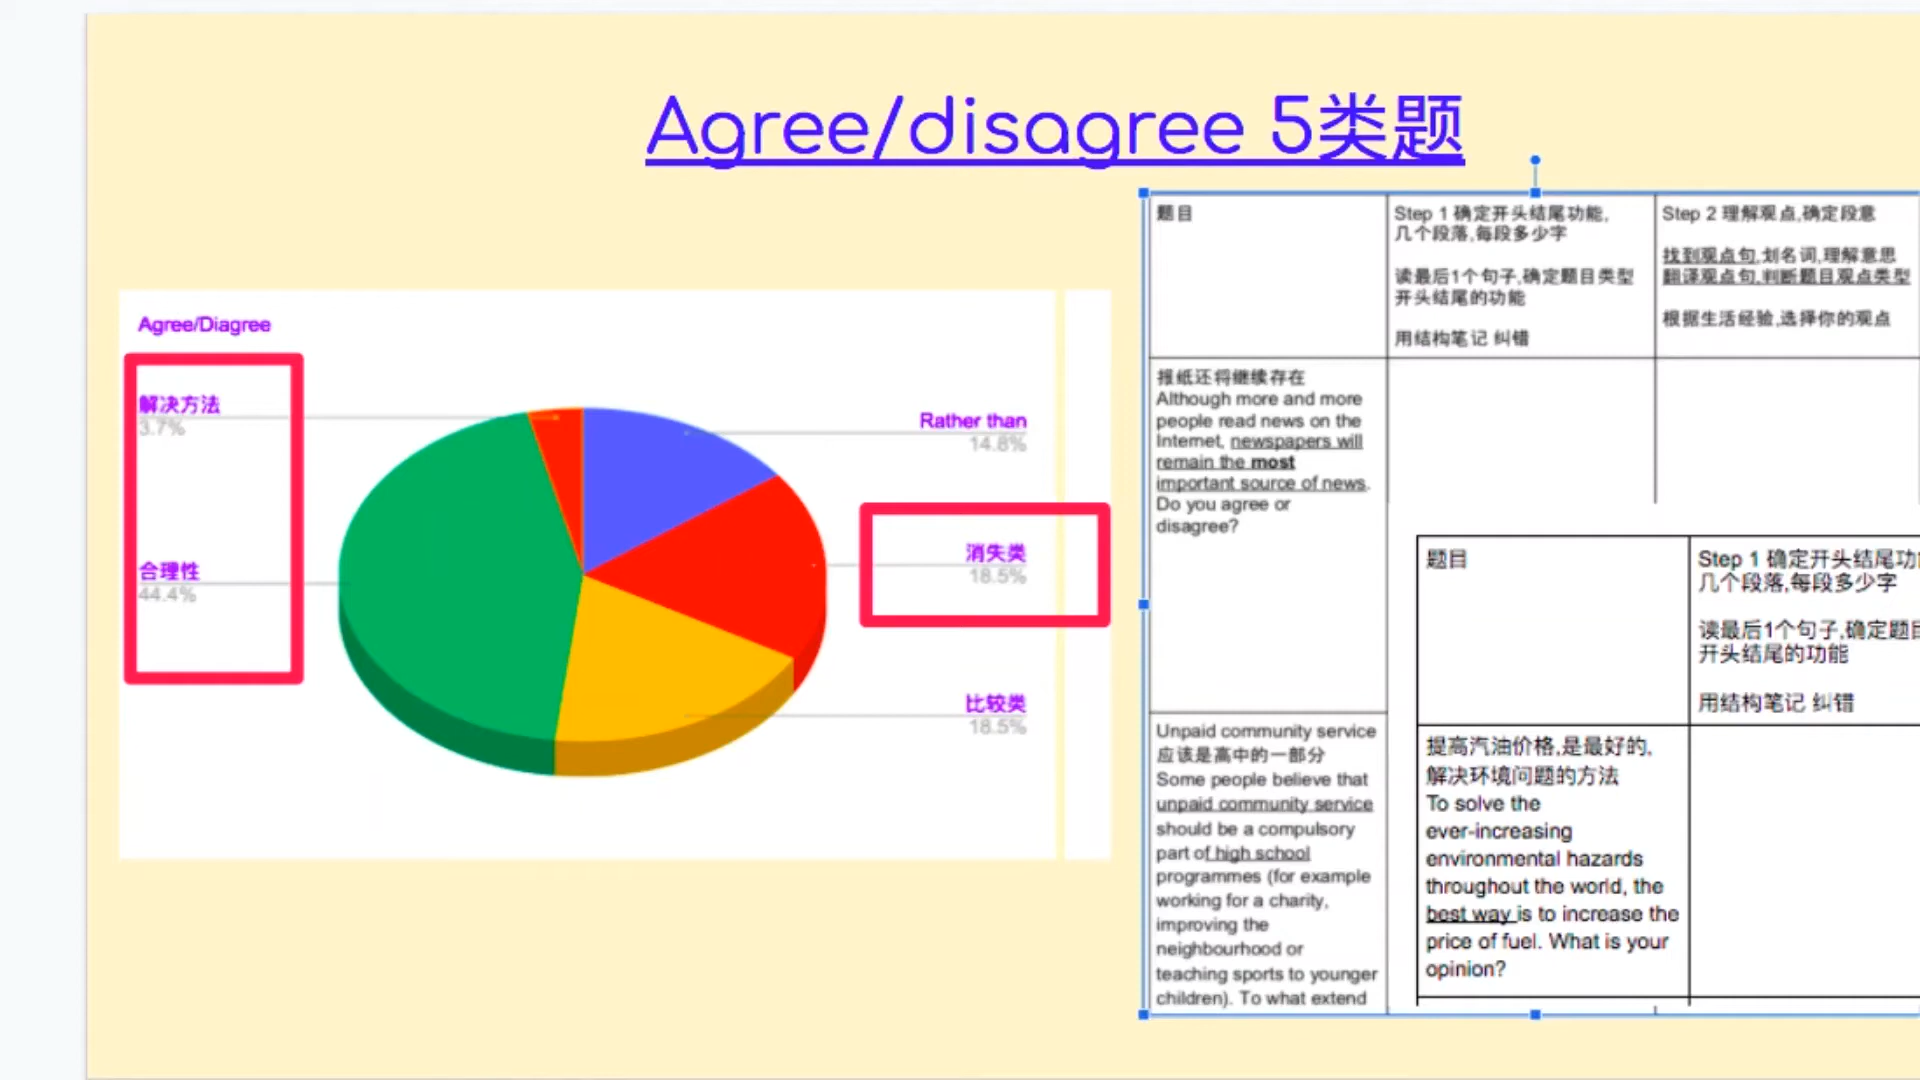 Agree/disagree 5类题
Agree/Diagree
解决方法
3.7%
合理性
44.4%
Rather than
14.8%
消失类
18.5%
比较类
18.5%
题目
Step 1 确定开头结尾功能,
几个段落,每段多少字
读最后1个句子,确定题目类型
开头结尾的功能
用结构笔记 纠错
Step 2 理解观点,确定段意
找到观点句,划名词,理解意思
翻译观点句,判断题目观点类型
根据生活经验,选择你的观点
报纸还将继续存在
Although more and more
people read news on the
Internet, newspapers will
remain the most
important source of news.
Do you agree or
disagree?
Unpaid community service
应该是高中的一部分
Some people believe that
unpaid community service
should be a compulsory
part of high school
programmes (for example
working for a charity,
improving the
neighbourhood or
teaching sports to younger
children). To what extend
题目
Step 1 确定开头结尾功
几个段落,每段多少字
读最后1个句子,确定题目
开头结尾的功能
用结构笔记 纠错
提高汽油价格,是最好的,
解决环境问题的方法
To solve the
ever-increasing
environmental hazards
throughout the world, the
best way is to increase the
price of fuel. What is your
opinion?